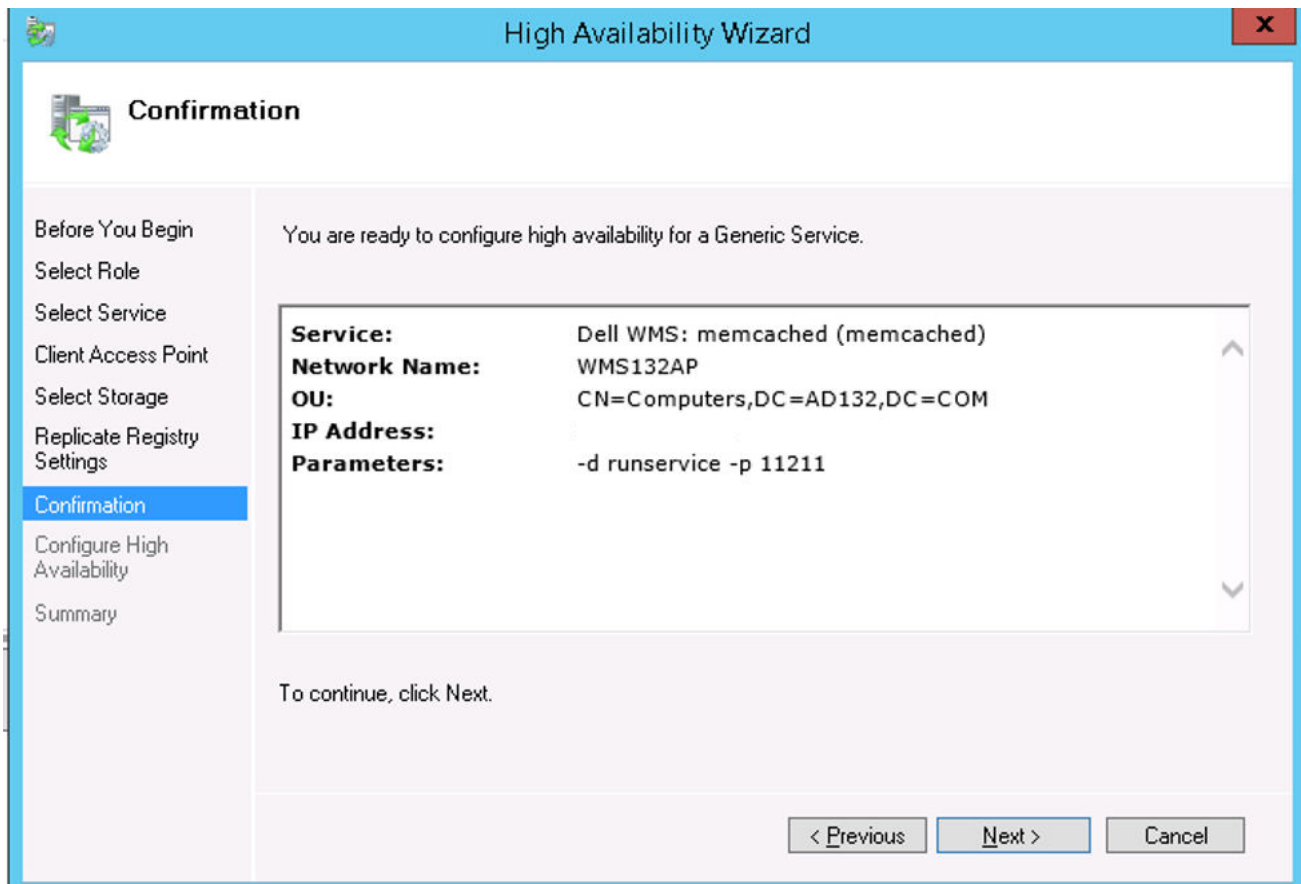 High Availability Wizard
x
Confirmation
Before You Begin
Select Role
Select Service
Client Access Point
Select Storage
Replicate Registry
Settings
Confirmation
Configure High
Availability
Summary
You are ready to configure high availability for a Generic Service.
Service: Dell WMS: memcached (memcached)
Network Name: WMS132AP
OU: CN=Computers,DC=AD132,DC=COM
IP Address:
Parameters: -d runservice -p 11211
To continue, click Next.
< Previous Next > Cancel